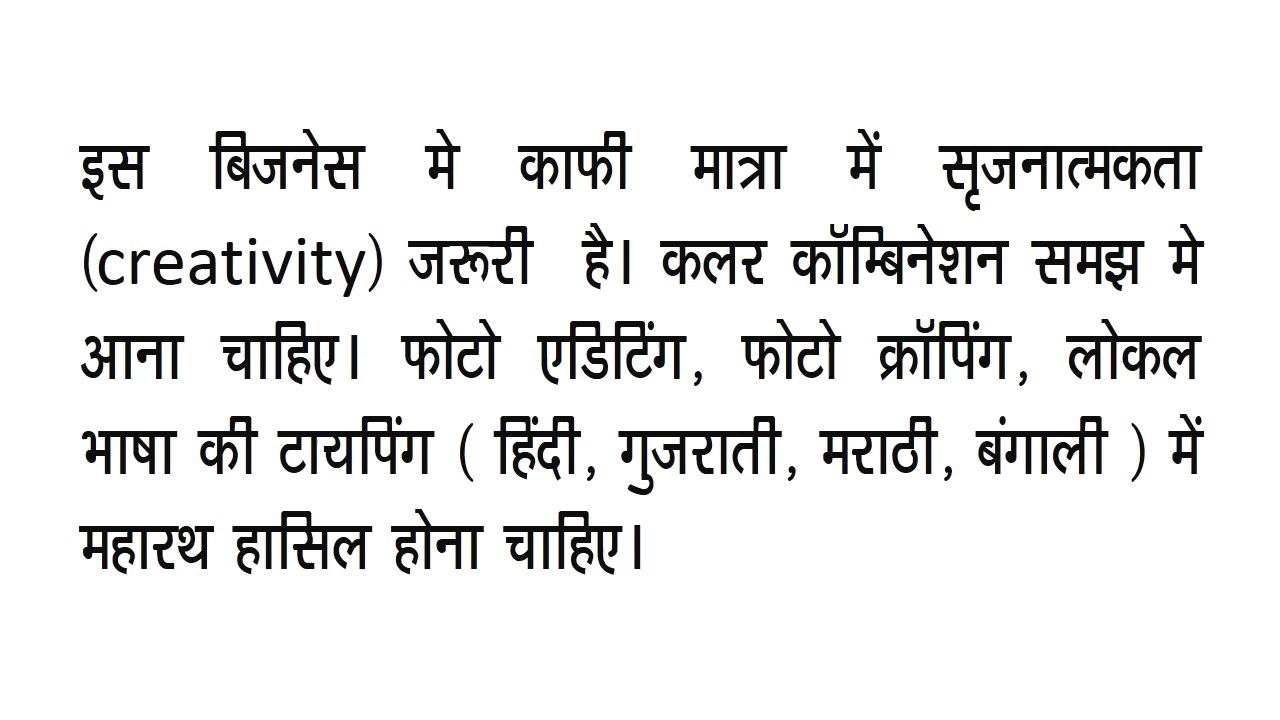 इस बिजनेस मे काफी मात्रा में सृजनात्मकता
(creativity) जरूरी है। कलर कॉम्बिनेशन समझ मे
आना चाहिए। फोटो एडिटिंग, फोटो क्रॉपिंग, लोकल
भाषा की टायपिंग ( हिंदी, गुजराती, मराठी, बंगाली ) में
महारथ हासिल होना चाहिए।